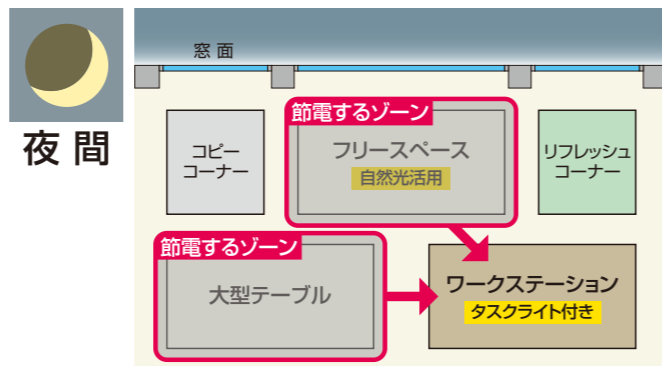 夜間
窓面
コピー
コーナー
節電するゾーン
フリースペース
自然光活用
リフレッシュ
コーナー
節電するゾーン
大型テーブル
ワークステーション
タスクライト付き